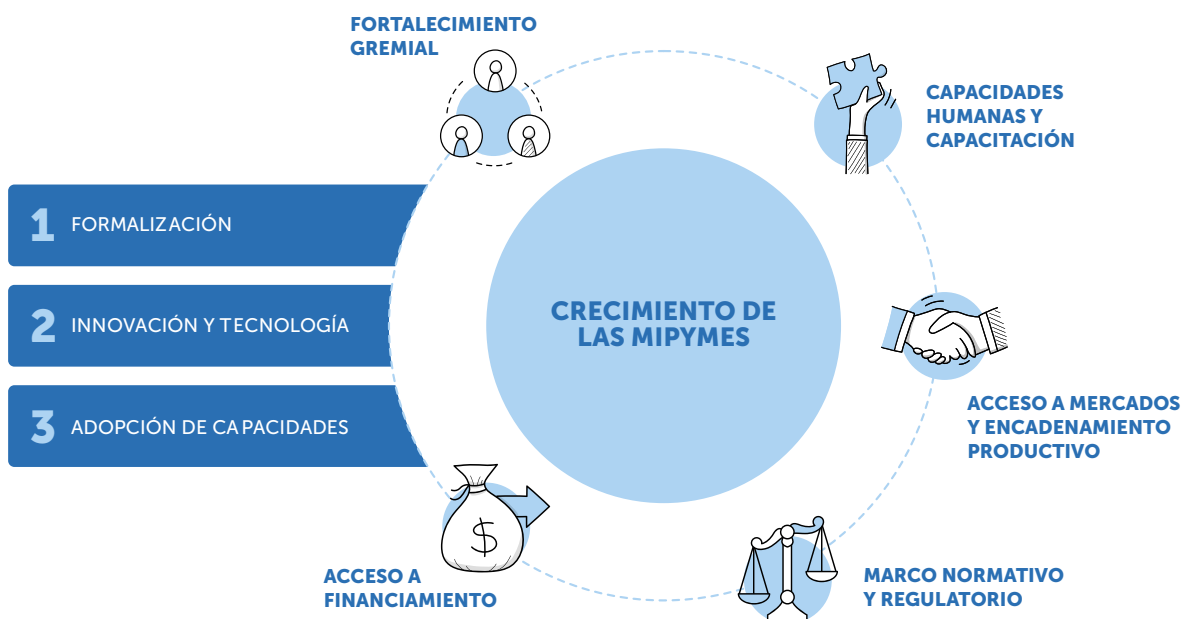 FORTALECIMIENTO
GREMIAL
CAPACIDADES
HUMANAS Y
CAPACITACIÓN
1 FORMALIZACIÓN
2 INNOVACIÓN Y TECNOLOGÍA
3 ADOPCIÓN DE CAPACIDADES
CRECIMIENTO DE
LAS MIPYMES
ACCESO A MERCADOS
Y ENCADENAMIENTO
PRODUCTIVO
$
ACCESO A
FINANCIAMIENTO
MARCO NORMATIVO
Y REGULATORIO